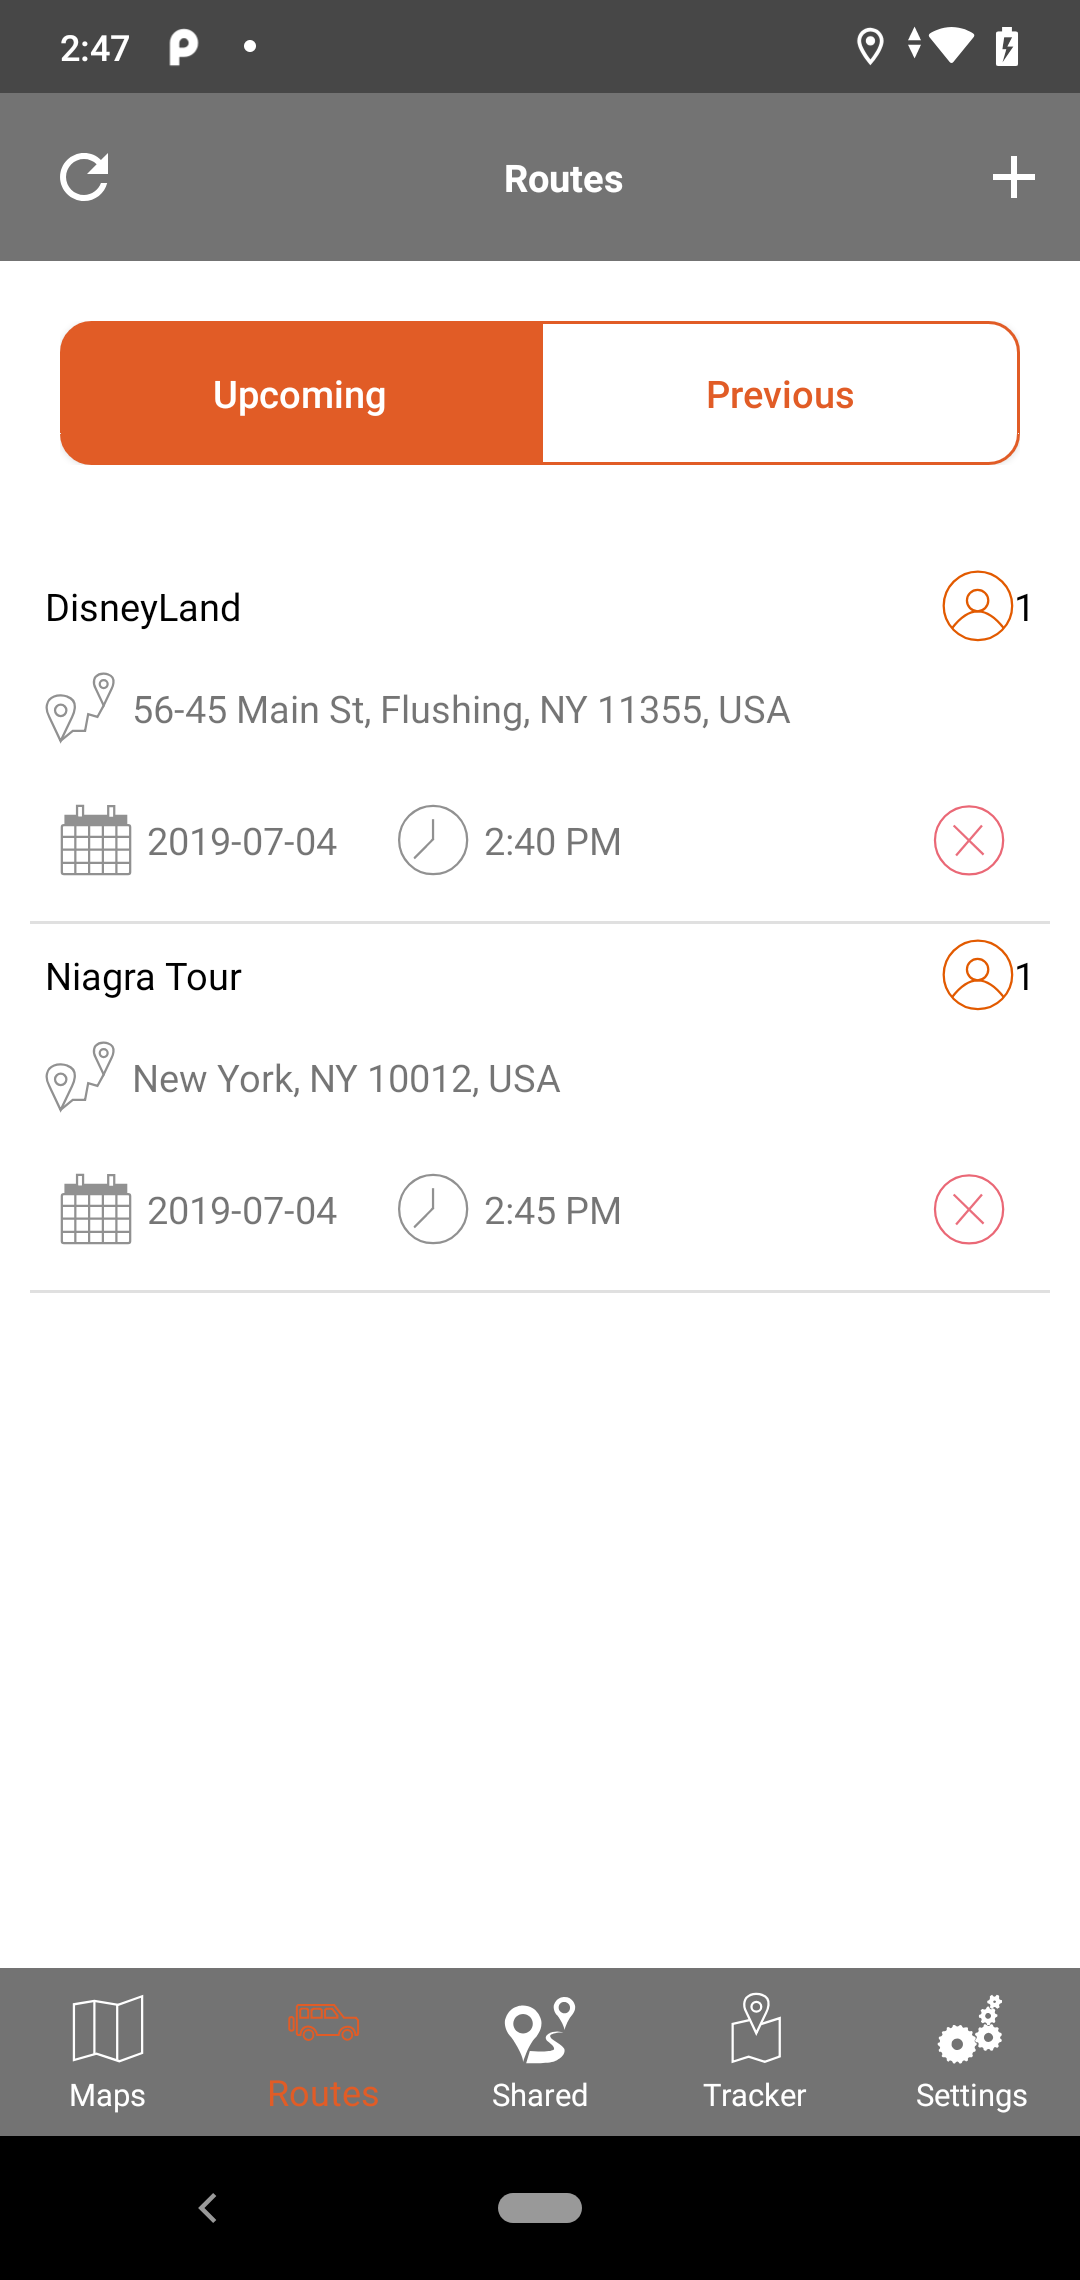 2:47
Routes
Upcoming Previous
DisneyLand 1
56-45 Main St, Flushing, NY 11355, USA
2019-07-04 2:40 PM
Niagra Tour 1
New York, NY 10012, USA
2019-07-04 2:45 PM
Maps Routes Shared Tracker Settings